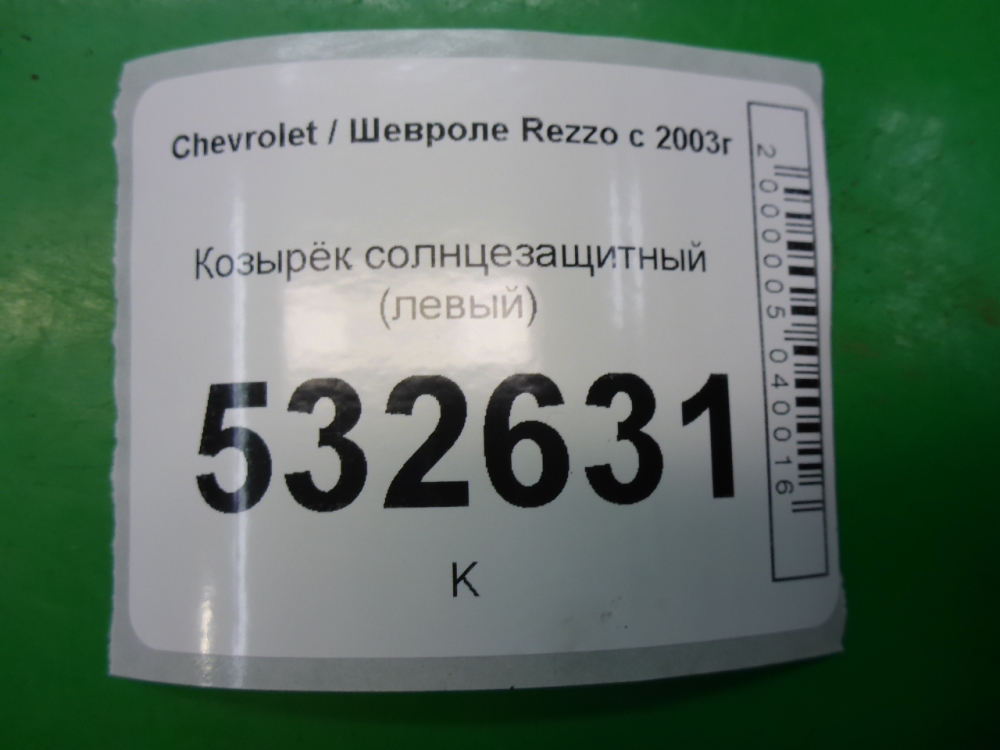 Chevrolet / Шевроле Rezzo с 2003г
Козырёк солнцезащитный
(левый)
532631
К
2000005040016